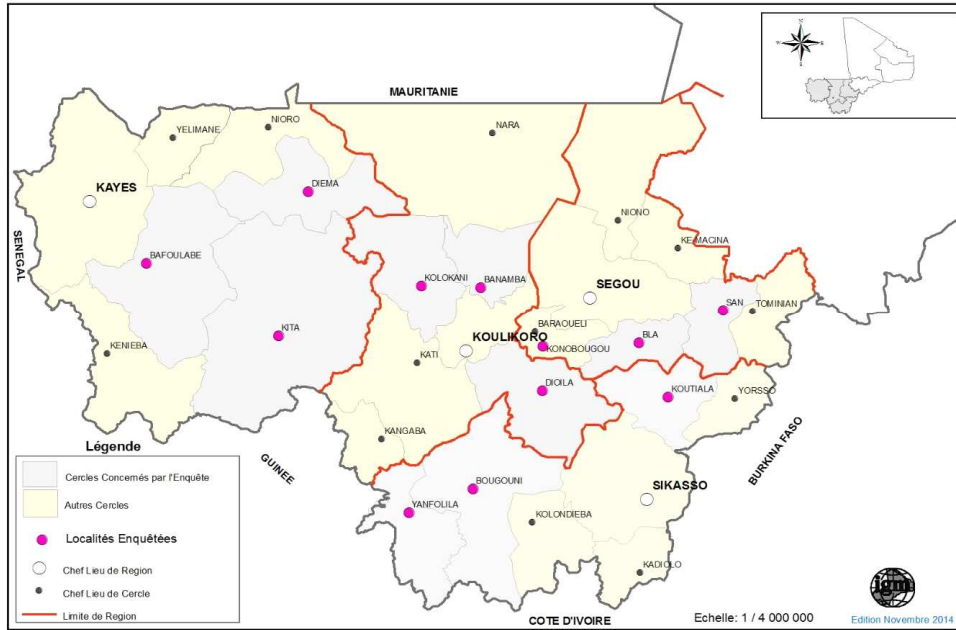 MAURITANIE
NIORO
YELIMANE
NARA
DIEMA
KAYES
NIONO
SENEGAL
KE-MACINA
BAFOULABE
KOLOKANI
BANAMBA
SEGOU
SAN
TOMINIAN
KITA
BARAOUELI
KOULIKORO
KONOBOUGOU
BLA
KENIEBA
KATI
DIOILA
KOUTIALA
YORSSO
KANGABA
BURKINA FASO
GUINEE
BOUGOUNI
SIKASSO
YANFOLILA
KOLONDIEBA
KADIOLO
COTE D'IVOIRE
Légende
Cercles Concernés par l'Enquête
Autres Cercles
Localités Enquêtées
Chef Lieu de Region
Chef Lieu de Cercle
Limite de Region
Echelle: 1 / 4 000 000
igm
Edition Novembre 2014